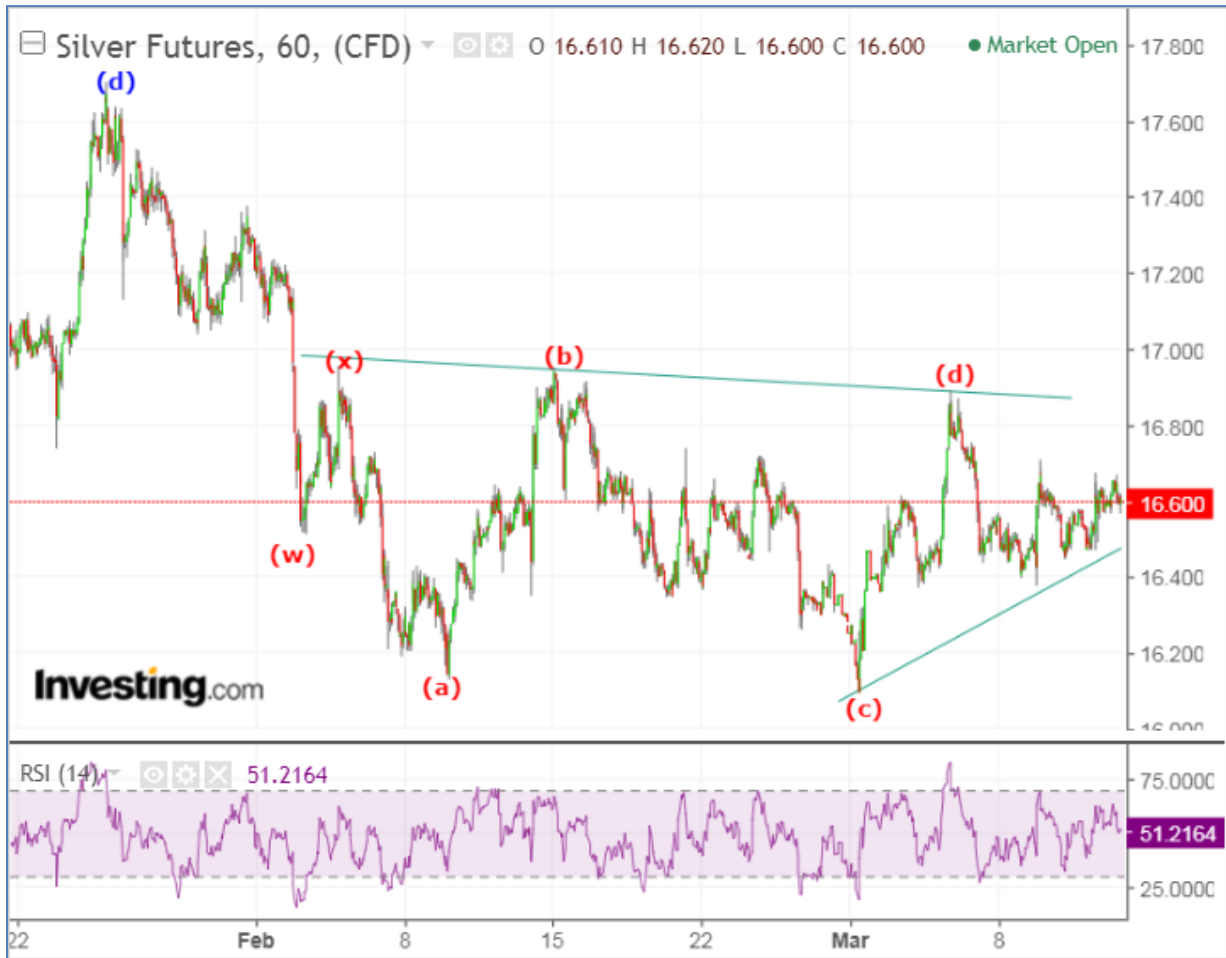 Silver Futures, 60, (CFD) O 16.610 H 16.620 L 16.600 C 16.600 Market Open
17.800
(d)
17.600
17.400
17.200
17.000
(x)
(b)
(d)
16.800
16.600
(w)
16.400
16.200
(a)
(c)
Investing.com
16.000
RSI (14) 51.2164
75.0000
51.2164
25.0000
22 Feb 8 15 22 Mar 8